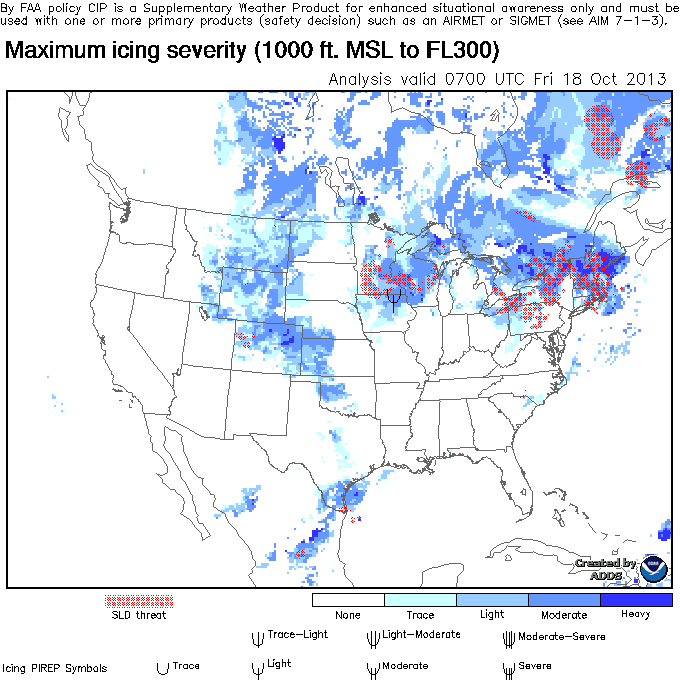 By FAA policy CIP is a Supplementary Weather Product for enhanced situational awareness only and must be
used with one or more primary products (safety decision) such as an AIRMET or SIGMET (see AIM 7-1-3).
Maximum icing severity (1000 ft. MSL to FL300)
Analysis valid 0700 UTC Fri 18 Oct 2013
Created by
ADDS
SLD threat
None Trace Light Moderate Heavy
Trace-Light Light-Moderate Moderate-Severe
Icing PIREP Symbols Trace Light Moderate Severe